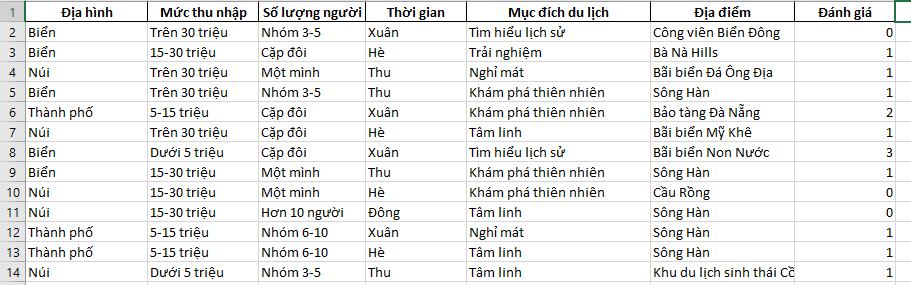 1 Địa hình Mức thu nhập Số lượng người Thời gian Mục đích du lịch Địa điểm Đánh giá
2 Biển Trên 30 triệu Nhóm 3-5 Xuân Tìm hiểu lịch sử Công viên Biển Đông 0
3 Biển 15-30 triệu Cặp đôi Hè Trải nghiệm Bà Nà Hills 1
4 Núi Trên 30 triệu Một mình Thu Nghỉ mát Bãi biển Đá Ông Địa 1
5 Biển Trên 30 triệu Nhóm 3-5 Thu Khám phá thiên nhiên Sông Hàn 1
6 Thành phố 5-15 triệu Cặp đôi Xuân Khám phá thiên nhiên Bảo tàng Đà Nẵng 2
7 Núi Trên 30 triệu Cặp đôi Hè Tâm linh Bãi biển Mỹ Khê 1
8 Biển Dưới 5 triệu Cặp đôi Xuân Tìm hiểu lịch sử Bãi biển Non Nước 3
9 Biển 15-30 triệu Một mình Thu Khám phá thiên nhiên Sông Hàn 1
10 Núi 15-30 triệu Một mình Hè Khám phá thiên nhiên Cầu Rồng 0
11 Núi 15-30 triệu Hơn 10 người Đông Tâm linh Sông Hàn 0
12 Thành phố 5-15 triệu Nhóm 6-10 Xuân Nghỉ mát Sông Hàn 1
13 Thành phố 5-15 triệu Nhóm 6-10 Hè Tâm linh Sông Hàn 1
14 Núi Dưới 5 triệu Nhóm 3-5 Thu Tâm linh Khu du lịch sinh thái 1